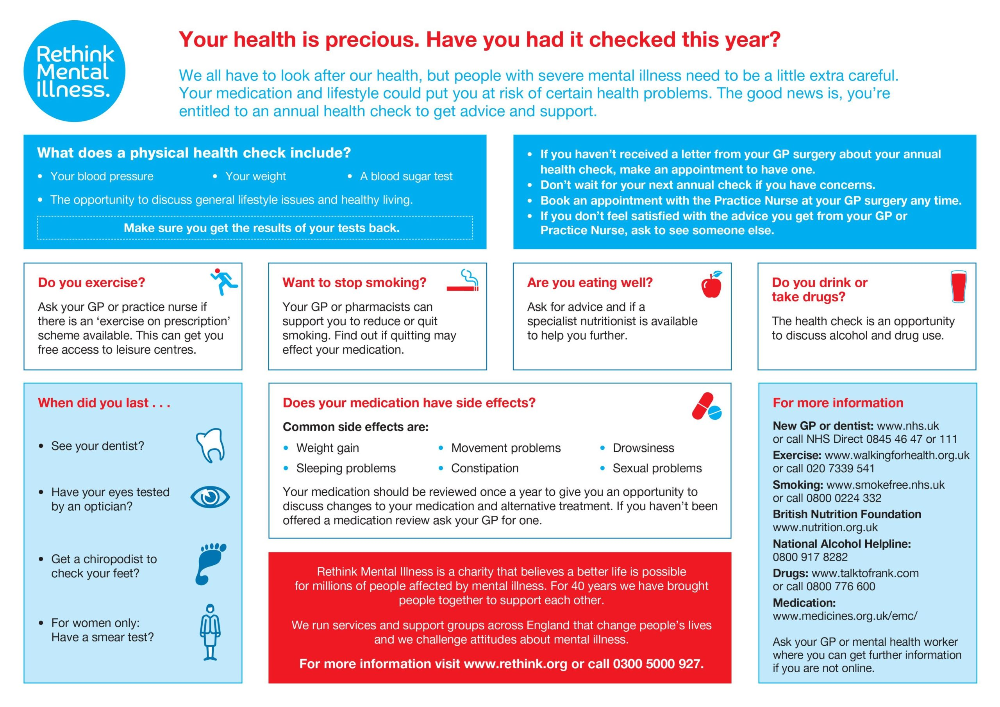 Rethink
Mental
Illness.
Your health is precious. Have you had it checked this year?
We all have to look after our health, but people with severe mental illness need to be a little extra careful.
Your medication and lifestyle could put you at risk of certain health problems. The good news is, you’re
entitled to an annual health check to get advice and support.
What does a physical health check include?
• Your blood pressure • Your weight • A blood sugar test
• The opportunity to discuss general lifestyle issues and healthy living.
Make sure you get the results of your tests back.
• If you haven’t received a letter from your GP surgery about your annual
health check, make an appointment to have one.
• Don’t wait for your next annual check if you have concerns.
• Book an appointment with the Practice Nurse at your GP surgery any time.
• If you don’t feel satisfied with the advice you get from your GP or
Practice Nurse, ask to see someone else.
Do you exercise?
Ask your GP or practice nurse if
there is an ‘exercise on prescription’
scheme available. This can get you
free access to leisure centres.
Want to stop smoking?
Your GP or pharmacists can
support you to reduce or quit
smoking. Find out if quitting may
effect your medication.
Are you eating well?
Ask for advice and if a
specialist nutritionist is available
to help you further.
Do you drink or
take drugs?
The health check is an opportunity
to discuss alcohol and drug use.
When did you last . . .
• See your dentist?
• Have your eyes tested
by an optician?
• Get a chiropodist to
check your feet?
• For women only:
Have a smear test?
Does your medication have side effects?
Common side effects are:
• Weight gain • Movement problems • Drowsiness
• Sleeping problems • Constipation • Sexual problems
Your medication should be reviewed once a year to give you an opportunity to
discuss changes to your medication and alternative treatment. If you haven’t been
offered a medication review ask your GP for one.
Rethink Mental Illness is a charity that believes a better life is possible
for millions of people affected by mental illness. For 40 years we have brought
people together to support each other.
We run services and support groups across England that change people’s lives
and we challenge attitudes about mental illness.
For more information visit www.rethink.org or call 0300 5000 927.
For more information
New GP or dentist: www.nhs.uk
or call NHS Direct 0845 46 47 or 111
Exercise: www.walkingforhealth.org.uk
or call 020 7339 541
Smoking: www.smokefree.nhs.uk
or call 0800 0224 332
British Nutrition Foundation
www.nutrition.org.uk
National Alcohol Helpline:
0800 917 8282
Drugs: www.talktofrank.com
or call 0800 776 600
Medication:
www.medicines.org.uk/emc/
Ask your GP or mental health worker
where you can get further information
if you are not online.